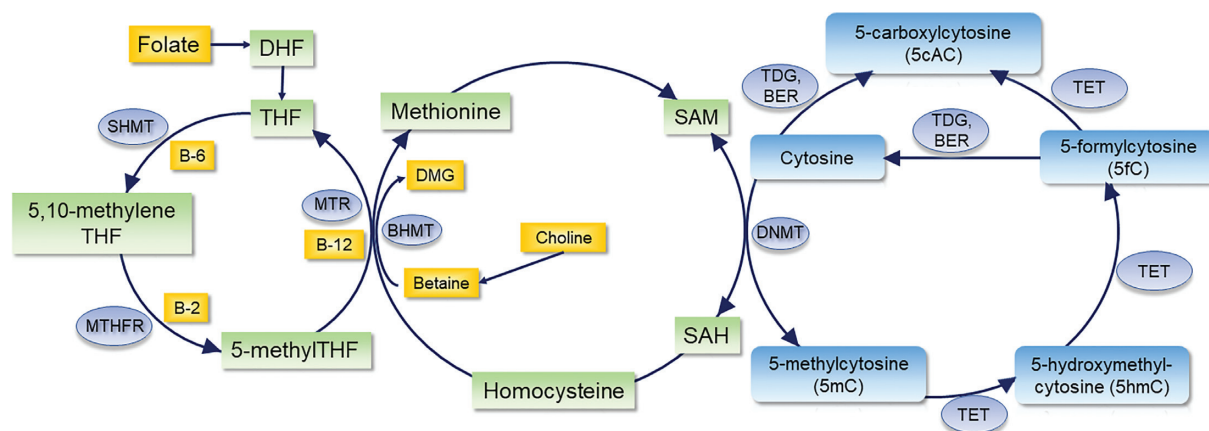 Folate
DHF
THF
SHMT
B-6
5,10-methylene
THF
MTHFR
B-2
5-methylTHF
MTR
B-12
Methionine
DMG
BHMT
Betaine
Choline
Homocysteine
SAM
SAH
DNMT
5-carboxylcytosine
(5cAC)
TDG,
BER
TET
Cytosine
TDG,
BER
5-formylcytosine
(5fC)
TET
5-methylcytosine
(5mC)
TET
5-hydroxymethyl-
cytosine (5hmC)